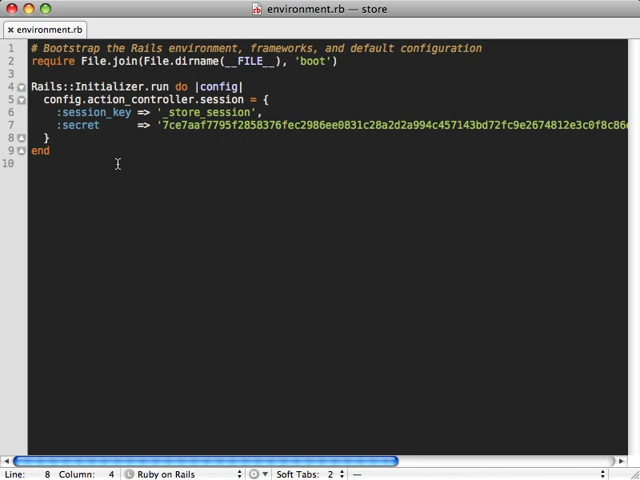 environment.rb — store
environment.rb
1 # Bootstrap the Rails environment, frameworks, and default configuration
2 require File.join(File.dirname(__FILE__), 'boot')
3
4 Rails::Initializer.run do |config|
5 config.action_controller.session = {
6 :session_key => '_store_session',
7 :secret => '7ce7aaf7795f2858376fec2986ee0831c28a2d2a994c457143bd72fc9e2674812e3c0f8c86
8 }
9 end
10
Line: 8 Column: 4 Ruby on Rails Soft Tabs: 2 —